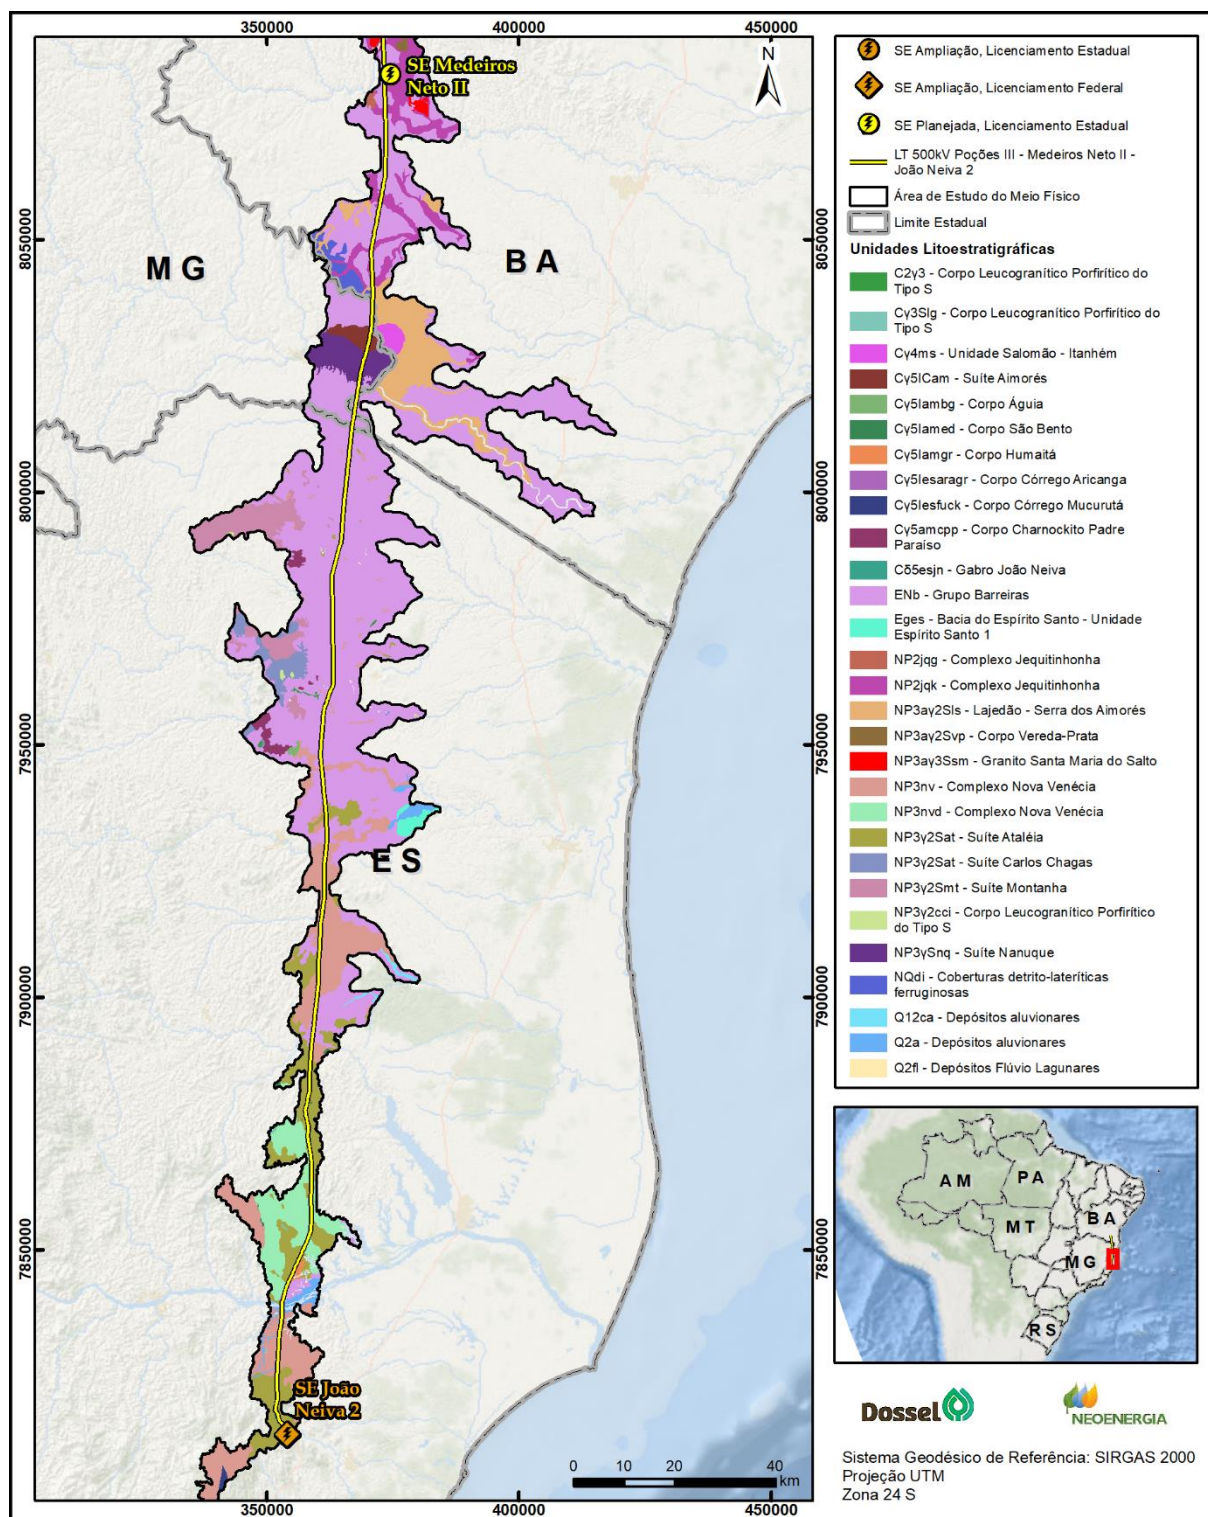 350000
400000
450000
N
SE Medeiros
Neto II
8050000
8050000
M G
B A
8000000
8000000
7950000
7950000
E S
7900000
7900000
7850000
7850000
SE João
Neiva 2
0
10
20
40
km
350000
400000
450000
SE Ampliação, Licenciamento Estadual
SE Ampliação, Licenciamento Federal
SE Planejada, Licenciamento Estadual
LT 500kV Poções III - Medeiros Neto II -
João Neiva 2
Área de Estudo do Meio Físico
Limite Estadual
Unidades Litoestratigráficas
C2γ3 - Corpo Leucogranítico Porfirítico do
Tipo S
Cγ3Slg - Corpo Leucogranítico Porfirítico do
Tipo S
Cγ4ms - Unidade Salomão - Itanhém
Cγ5ICam - Suíte Aimorés
Cγ5Iambg - Corpo Águia
Cγ5Iamed - Corpo São Bento
Cγ5Iamgr - Corpo Humaitá
Cγ5Iesaragr - Corpo Córrego Aricanga
Cγ5Iesfuck - Corpo Córrego Mucurutá
Cγ5amcpp - Corpo Charnockito Padre
Paraíso
Cδ5esjn - Gabro João Neiva
ENb - Grupo Barreiras
Eges - Bacia do Espírito Santo - Unidade
Espírito Santo 1
NP2jqg - Complexo Jequitinhonha
NP2jqk - Complexo Jequitinhonha
NP3aγ2Sls - Lajedão - Serra dos Aimorés
NP3aγ2Svp - Corpo Vereda-Prata
NP3aγ3Ssm - Granito Santa Maria do Salto
NP3nv - Complexo Nova Venécia
NP3nvd - Complexo Nova Venécia
NP3γ2Sat - Suíte Ataléia
NP3γ2Sat - Suíte Carlos Chagas
NP3γ2Smt - Suíte Montanha
NP3γ2cci - Corpo Leucogranítico Porfirítico
do Tipo S
NP3γSnq - Suíte Nanuque
NQdi - Coberturas detrito-lateríticas
ferruginosas
Q12ca - Depósitos aluvionares
Q2a - Depósitos aluvionares
Q2fl - Depósitos Flúvio Lagunares
A M
P A
M T
B A
M G
R S
Dossel
NEOENERGIA
Sistema Geodésico de Referência: SIRGAS 2000
Projeção UTM
Zona 24 S